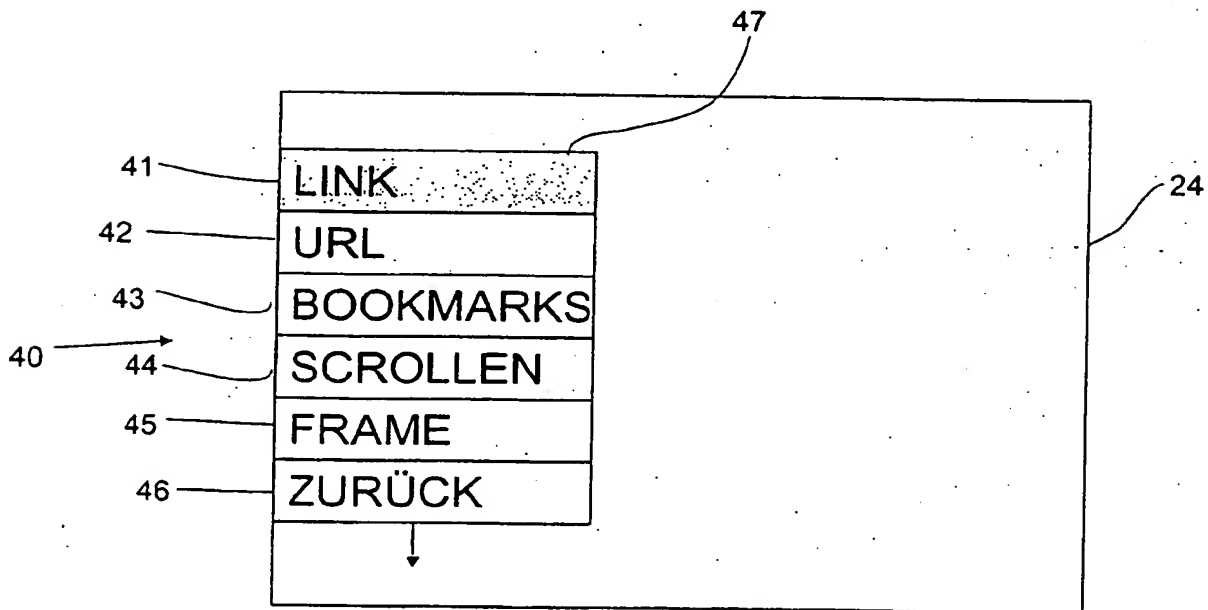 47
41 LINK
24
42 URL
43 BOOKMARKS
40
44 SCROLLEN
45 FRAME
46 ZURÜCK